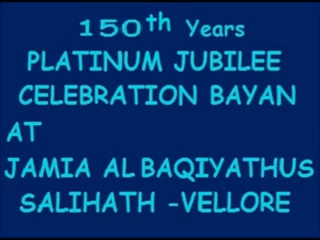 150th Years
PLATINUM JUBILEE
CELEBRATION BAYAN
AT
JAMIA AL BAQIYATHUS
SALIHATH -VELLORE